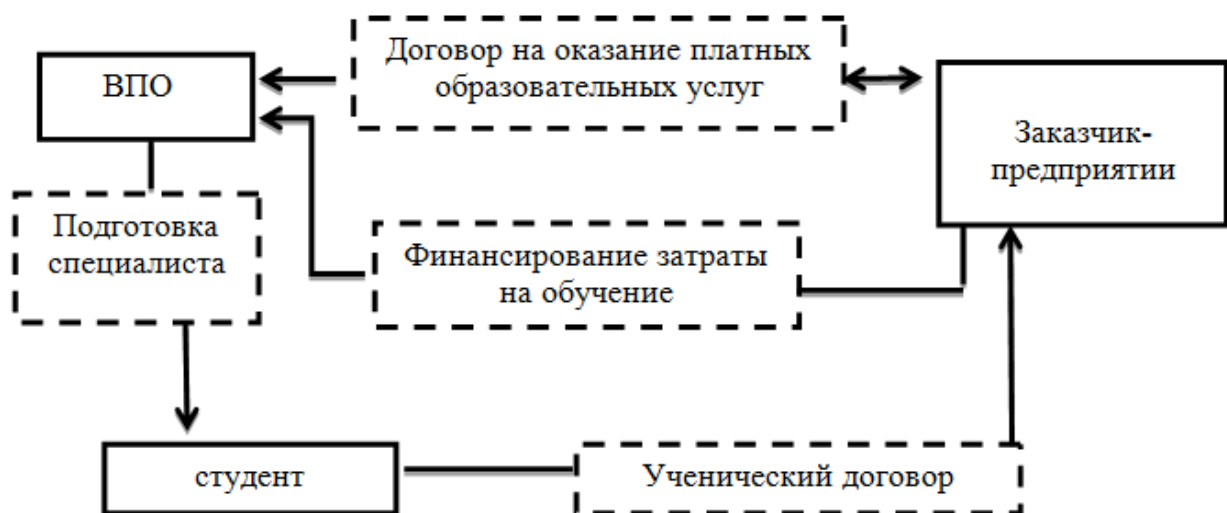 Договор на оказание платных
образовательных услуг
ВПО
Заказчик-
предприятии
Подготовка
специалиста
Финансирование затраты
на обучение
студент
Ученический договор